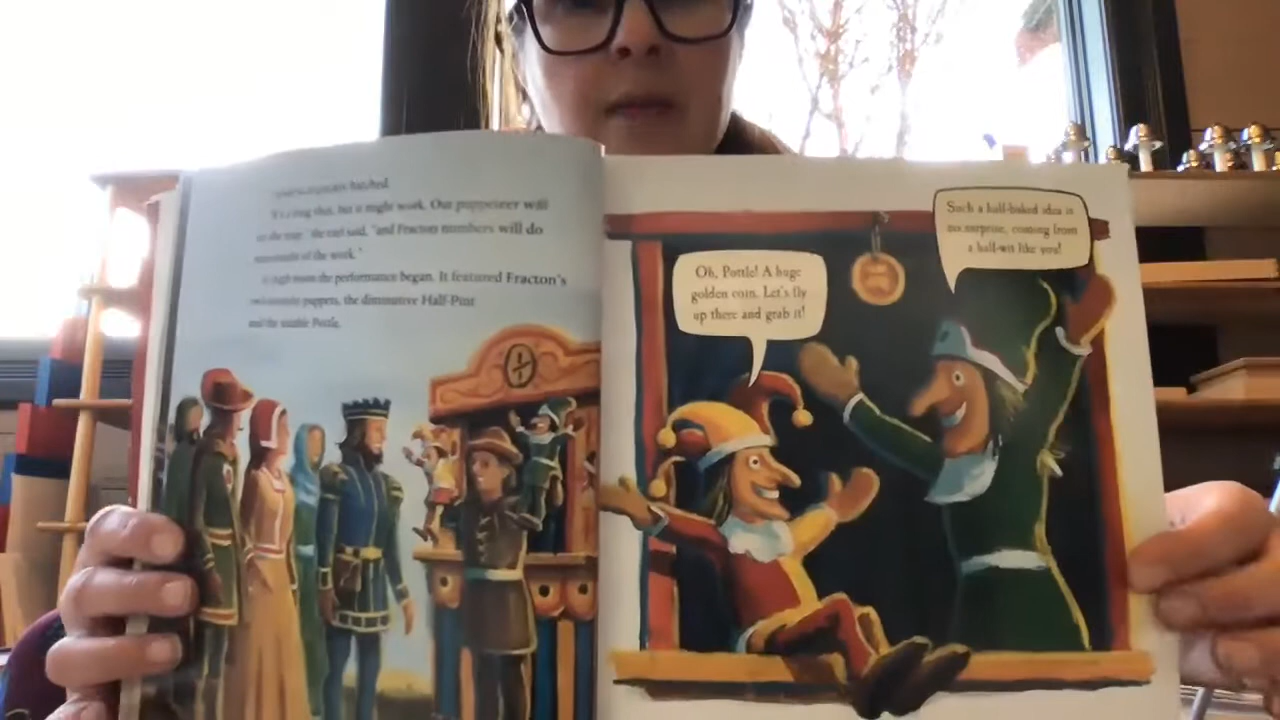 hatched.
"It's a long shot, but it might work. Our puppeteer will
," the earl said, "and Fracton numbers will do
of the work."
the performance began. It featured Fracton's
puppets, the diminutive Half-Pint
and the sizable Pottle.
Oh, Pottle! A huge
golden coin. Let's fly
up there and grab it!
Such a half-baked idea is
no surprise, coming from
a half-wit like you!